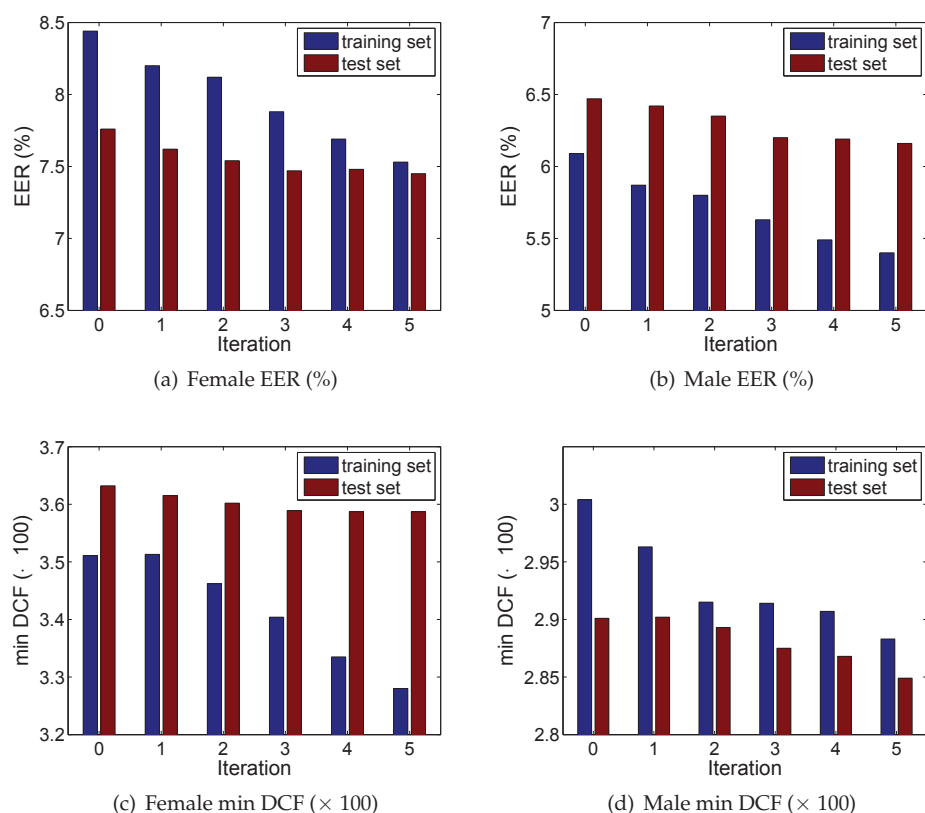 8.5
8
7.5
7
6.5
EER (%)
training set
test set
0 1 2 3 4 5
Iteration
(a) Female EER (%)
7
6.5
6
5.5
5
EER (%)
training set
test set
0 1 2 3 4 5
Iteration
(b) Male EER (%)
3.7
3.6
3.5
3.4
3.3
3.2
min DCF (· 100)
training set
test set
0 1 2 3 4 5
Iteration
(c) Female min DCF (× 100)
3
2.95
2.9
2.85
2.8
min DCF (· 100)
training set
test set
0 1 2 3 4 5
Iteration
(d) Male min DCF (× 100)